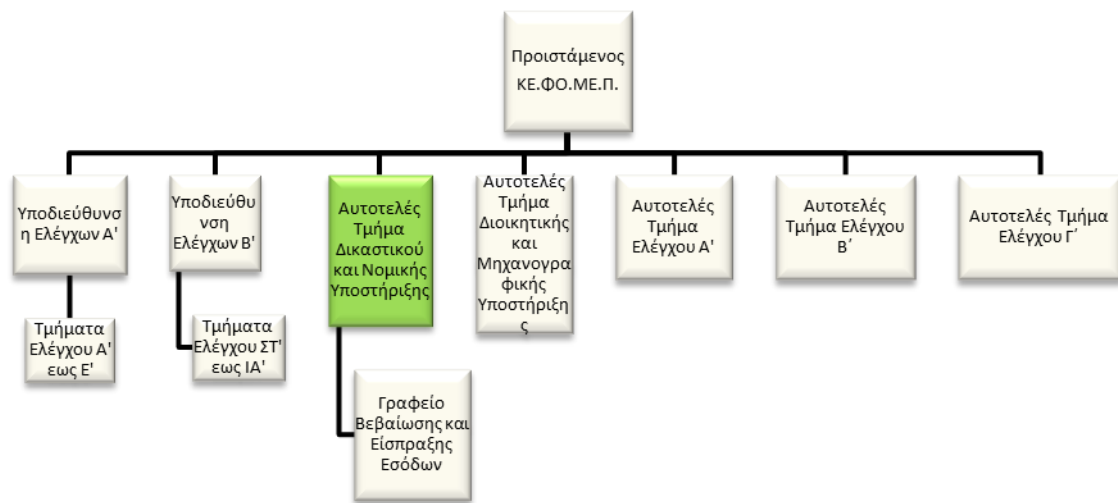 Προιστάμενος
ΚΕ.ΦΟ.ΜΕ.Π.
Υποδιεύθυνσ
η Ελέγχων Α'
Υποδιεύθυ
νση
Ελέγχων Β'
Αυτοτελές
Τμήμα
Δικαστικού
και Νομικής
Υποστήριξης
Αυτοτελές
Τμήμα
Διοικητικής
και
Μηχανογρα
φικής
Υποστήριξη
ς
Αυτοτελές
Τμήμα
Ελέγχου Α'
Αυτοτελές
Τμήμα Ελέγχου
Β΄
Αυτοτελές Τμήμα
Ελέγχου Γ΄
Τμήματα
Ελέγχου Α'
εως Ε'
Τμήματα
Ελέγχου ΣΤ'
εως ΙΑ'
Γραφείο
Βεβαίωσης και
Είσπραξης
Εσόδων